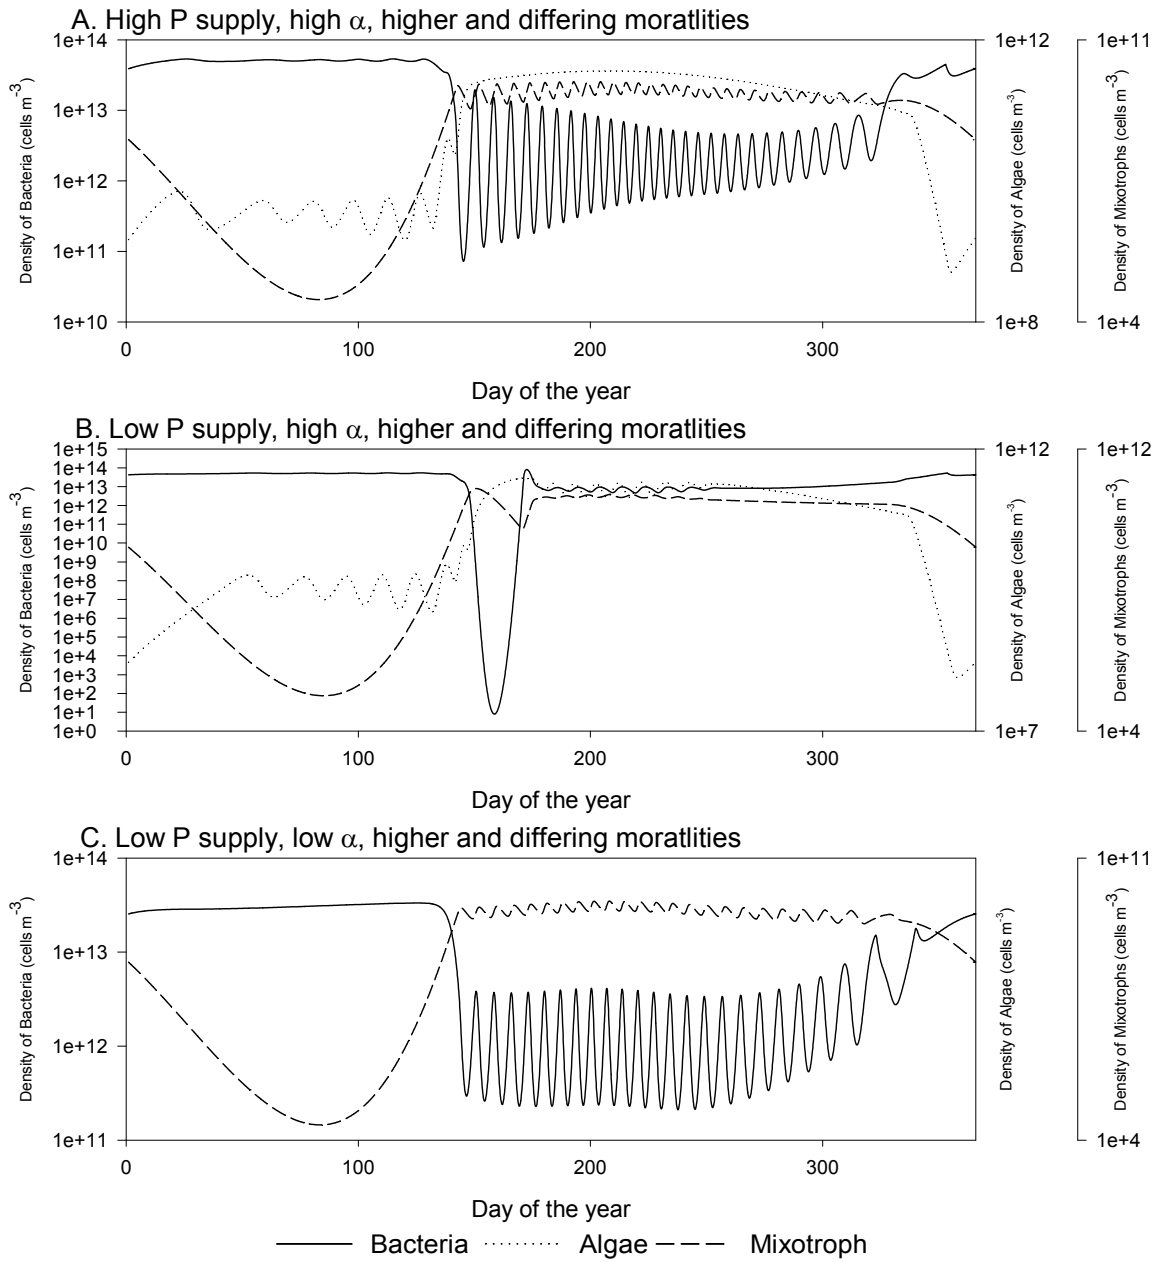 A. High P supply, high α, higher and differing moratlities
1e+14
1e+13
1e+12
1e+11
1e+10
Density of Bacteria (cells m-3)
0
100
200
300
Day of the year
1e+12
1e+8
Density of Algae (cells m-3)
1e+11
1e+4
Density of Mixotrophs (cells m-3)
B. Low P supply, high α, higher and differing moratlities
1e+15
1e+14
1e+13
1e+12
1e+11
1e+10
1e+9
1e+8
1e+7
1e+6
1e+5
1e+4
1e+3
1e+2
1e+1
1e+0
Density of Bacteria (cells m-3)
0
100
200
300
Day of the year
1e+12
1e+7
Density of Algae (cells m-3)
1e+12
1e+4
Density of Mixotrophs (cells m-3)
C. Low P supply, low α, higher and differing moratlities
1e+14
1e+13
1e+12
1e+11
Density of Bacteria (cells m-3)
0
100
200
300
Day of the year
Density of Algae (cells m-3)
1e+11
1e+4
Density of Mixotrophs (cells m-3)
Bacteria Algae Mixotroph